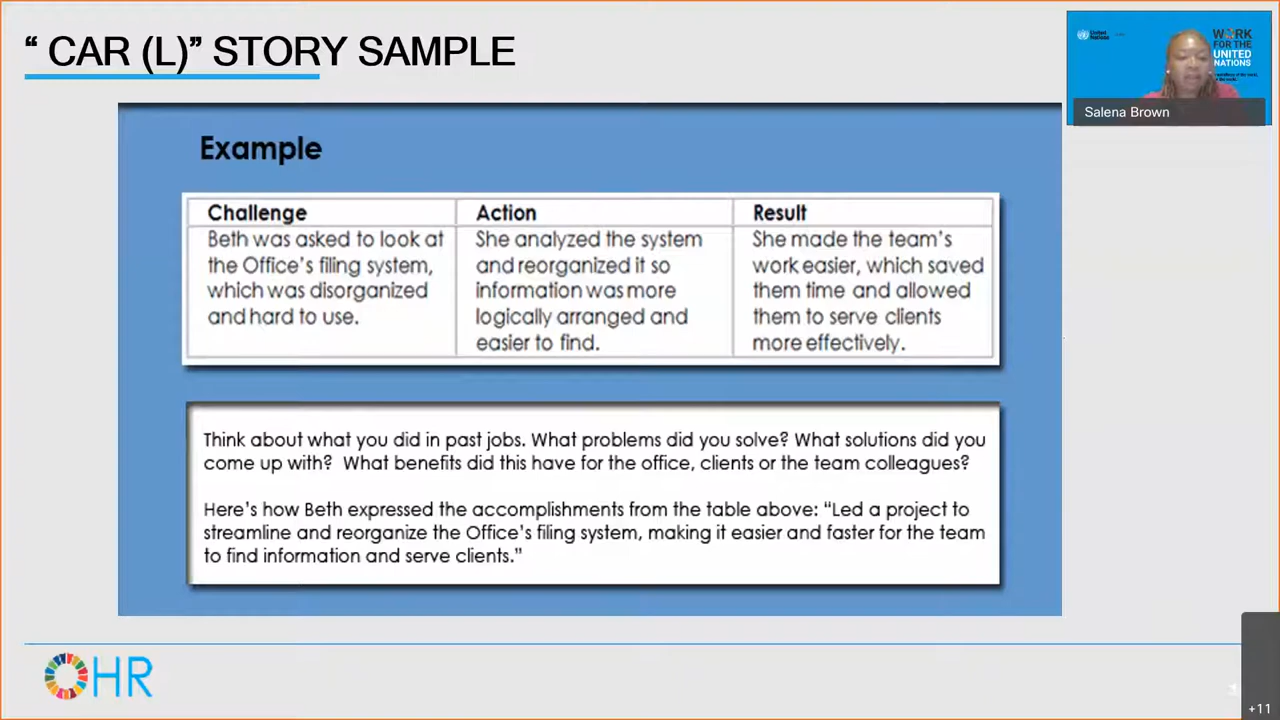 “ CAR (L)” STORY SAMPLE
United Nations
WORK
FOR THE
UNITED
NATIONS
Salena Brown
Example
Challenge
Action
Result
Beth was asked to look at
the Office’s filing system,
which was disorganized
and hard to use.
She analyzed the system
and reorganized it so
information was more
logically arranged and
easier to find.
She made the team’s
work easier, which saved
them time and allowed
them to serve clients
more effectively.
Think about what you did in past jobs. What problems did you solve? What solutions did you
come up with?  What benefits did this have for the office, clients or the team colleagues?
Here’s how Beth expressed the accomplishments from the table above: “Led a project to
streamline and reorganize the Office’s filing system, making it easier and faster for the team
to find information and serve clients.”
OHR
+11